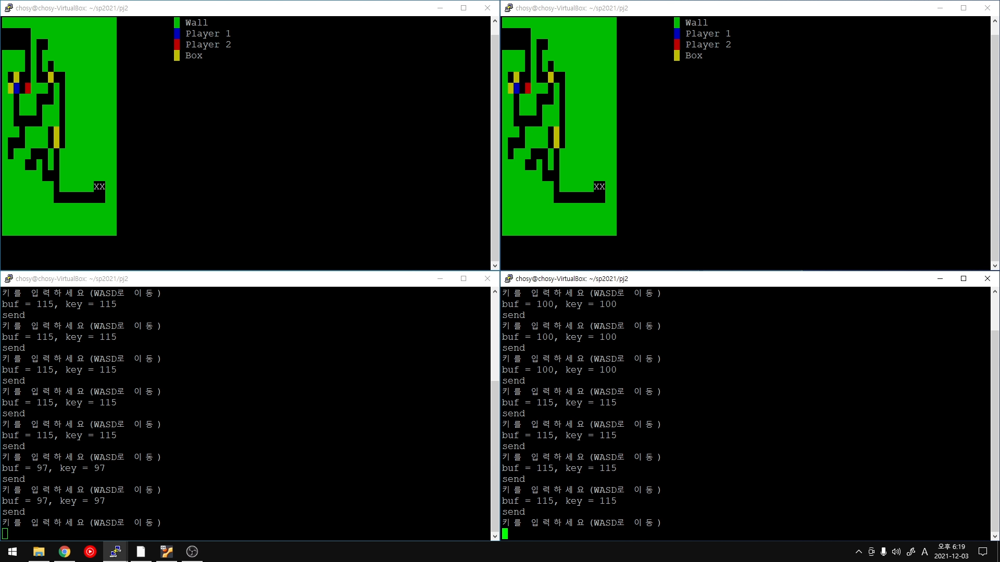 chosy@chosy-VirtualBox: ~/sp2021/pj2
Wall
Player 1
Player 2
Box
XX
chosy@chosy-VirtualBox: ~/sp2021/pj2
Wall
Player 1
Player 2
Box
XX
chosy@chosy-VirtualBox: ~/sp2021/pj2
키를 입력하세요(WASD로 이동)
buf = 115, key = 115
send
키를 입력하세요(WASD로 이동)
buf = 115, key = 115
send
키를 입력하세요(WASD로 이동)
buf = 115, key = 115
send
키를 입력하세요(WASD로 이동)
buf = 115, key = 115
send
키를 입력하세요(WASD로 이동)
buf = 115, key = 115
send
키를 입력하세요(WASD로 이동)
buf = 97, key = 97
send
키를 입력하세요(WASD로 이동)
buf = 97, key = 97
send
키를 입력하세요(WASD로 이동)
chosy@chosy-VirtualBox: ~/sp2021/pj2
키를 입력하세요(WASD로 이동)
buf = 100, key = 100
send
키를 입력하세요(WASD로 이동)
buf = 100, key = 100
send
키를 입력하세요(WASD로 이동)
buf = 100, key = 100
send
키를 입력하세요(WASD로 이동)
buf = 115, key = 115
send
키를 입력하세요(WASD로 이동)
buf = 115, key = 115
send
키를 입력하세요(WASD로 이동)
buf = 115, key = 115
send
키를 입력하세요(WASD로 이동)
buf = 115, key = 115
send
키를 입력하세요(WASD로 이동)
A
오후 6:19
2021-12-03